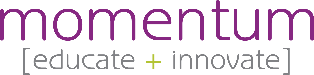 momentum
[educate + innovate]